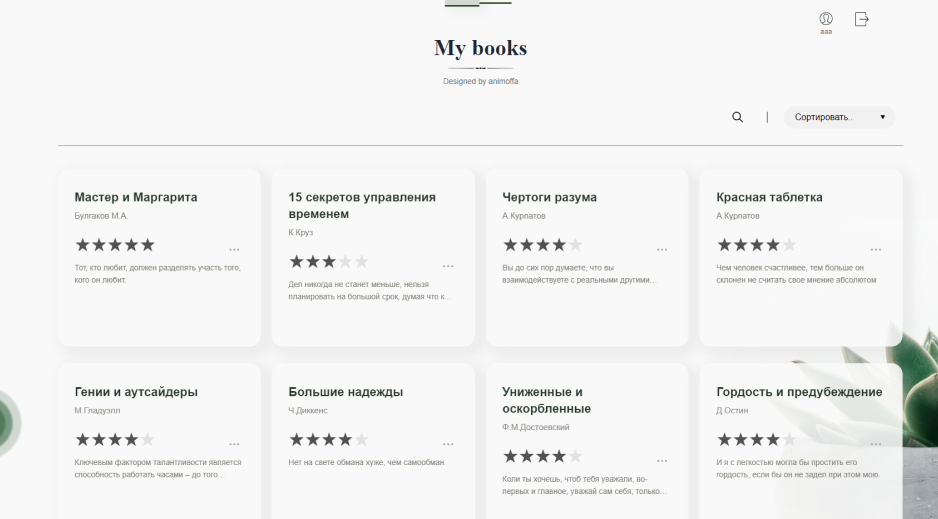 aaa
My books
Designed by animoffa
Сортировать..
Мастер и Маргарита
Булгаков М.А.
...
Тот, кто любит, должен разделять участь того,
кого он любит.
15 секретов управления
временем
К.Круз
...
Дел никогда не станет меньше, нельзя
планировать на большой срок, думая что к...
Чертоги разума
А.Курпатов
...
Вы до сих пор думаете, что вы
взаимодействуете с реальными другими...
Красная таблетка
А.Курпатов
...
Чем человек счастливее, тем больше он
склонен не считать свое мнение абсолютом
Гении и аутсайдеры
М.Гладуэлл
...
Ключевым фактором талантливости является
способность работать часами – до того...
Большие надежды
Ч.Диккенс
...
Нет на свете обмана хуже, чем самообман.
Униженные и
оскорбленные
Ф.М.Достоевский
...
Коли ты хочешь, чтоб тебя уважали, во-
первых и главное, уважай сам себя; только...
Гордость и предубеждение
Д.Остин
...
И я с легкостью могла бы простить его
гордость, если бы он не задел при этом мою.